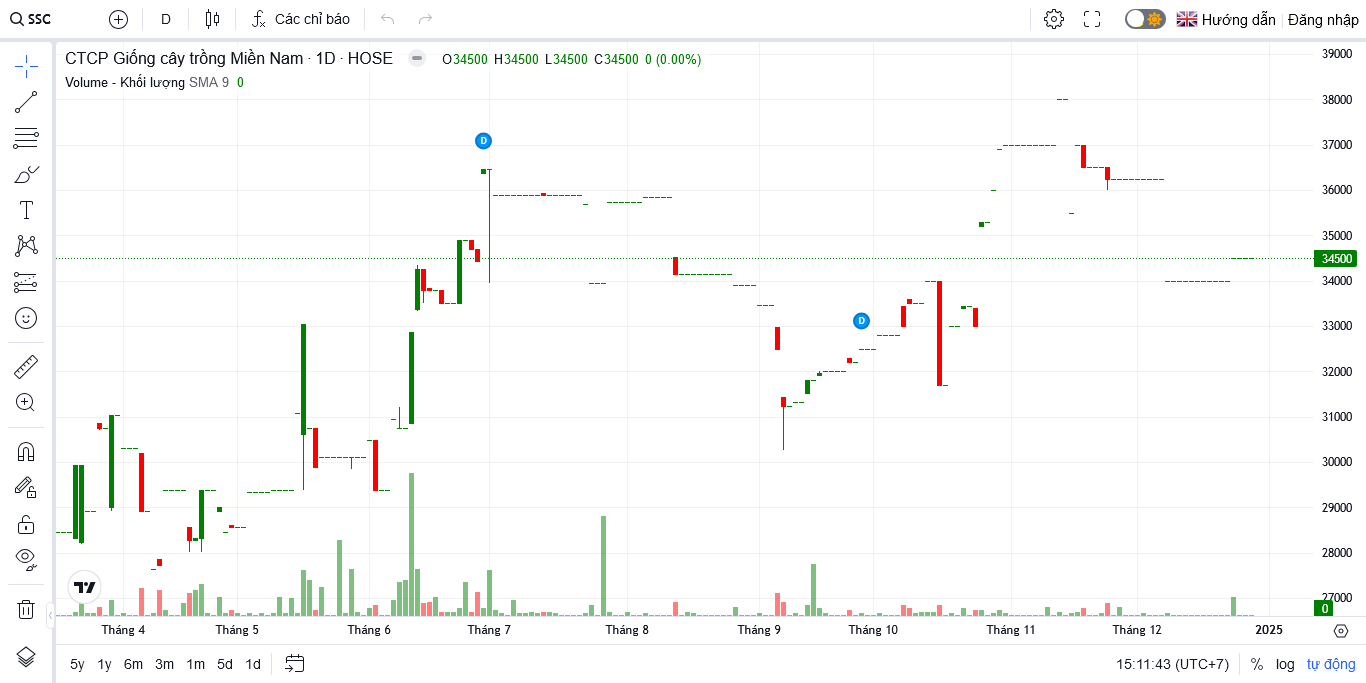 SSC D Các chỉ báo Hướng dẫn Đăng nhập
CTCP Giống cây trồng Miền Nam · 1D · HOSE O34500 H34500 L34500 C34500 0 (0.00%)
Volume - Khối lượng SMA 9 0
39000
38000
37000
36000
35000
34500
34000
33000
32000
31000
30000
29000
28000
27000
0
D
D
Tháng 4 Tháng 5 Tháng 6 Tháng 7 Tháng 8 Tháng 9 Tháng 10 Tháng 11 Tháng 12 2025
5y 1y 6m 3m 1m 5d 1d 15:11:43 (UTC+7) % log tự động